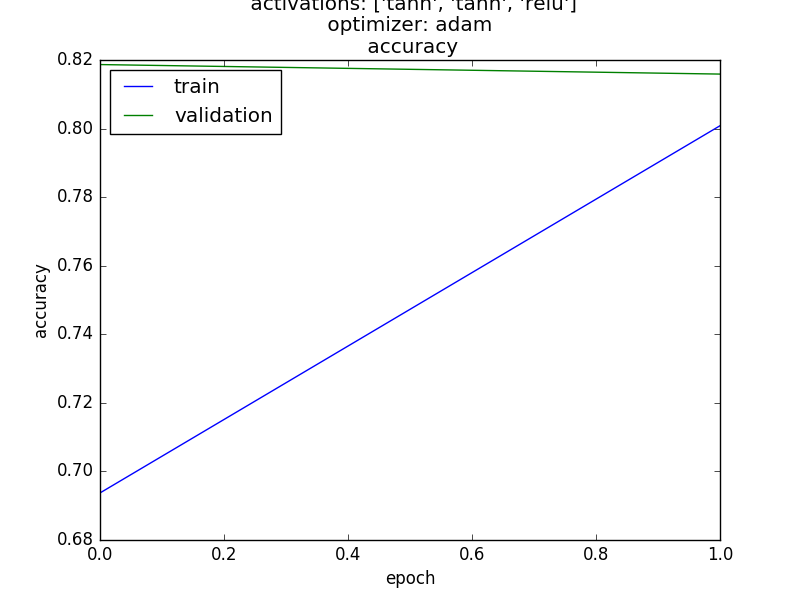 activations: ['tanh', 'tanh', 'relu']
optimizer: adam
accuracy
0.82
train
validation
0.80
0.78
0.76
accuracy
0.74
0.72
0.70
0.68
0.0 0.2 0.4 0.6 0.8 1.0
epoch